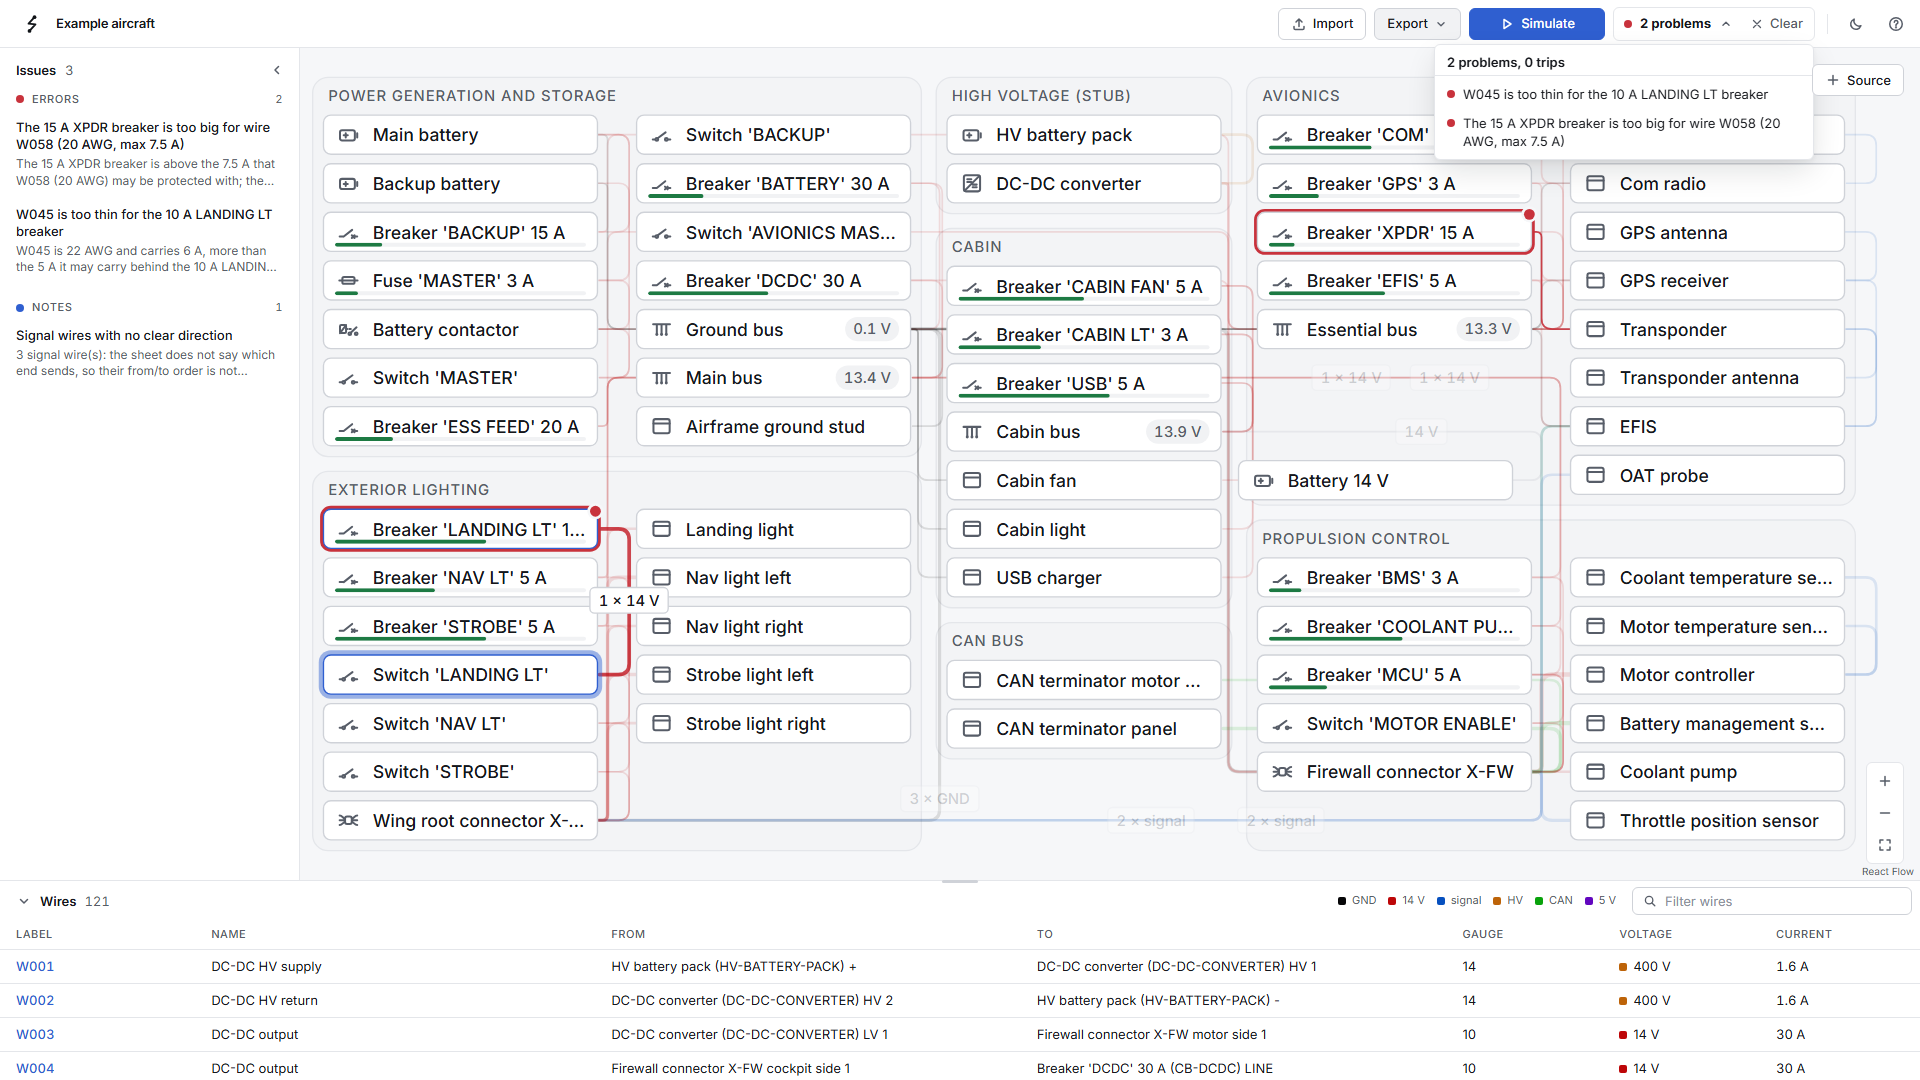 Example aircraft
Import
Export
Simulate
2 problems
Clear
Issues 3
ERRORS 2
The 15 A XPDR breaker is too big for wire
W058 (20 AWG, max 7.5 A)
The 15 A XPDR breaker is above the 7.5 A that
W058 (20 AWG) may be protected with; the...
W045 is too thin for the 10 A LANDING LT
breaker
W045 is 22 AWG and carries 6 A, more than
the 5 A it may carry behind the 10 A LANDIN...
NOTES 1
Signal wires with no clear direction
3 signal wire(s): the sheet does not say which
end sends, so their from/to order is not...
2 problems, 0 trips
W045 is too thin for the 10 A LANDING LT breaker
The 15 A XPDR breaker is too big for wire W058 (20
AWG, max 7.5 A)
Source
POWER GENERATION AND STORAGE
Main battery
Backup battery
Breaker 'BACKUP' 15 A
Fuse 'MASTER' 3 A
Battery contactor
Switch 'MASTER'
Breaker 'ESS FEED' 20 A
Switch 'BACKUP'
Breaker 'BATTERY' 30 A
Switch 'AVIONICS MAS...
Breaker 'DCDC' 30 A
Ground bus 0.1 V
Main bus 13.4 V
Airframe ground stud
EXTERIOR LIGHTING
Breaker 'LANDING LT' 1...
Breaker 'NAV LT' 5 A
Breaker 'STROBE' 5 A
Switch 'LANDING LT'
Switch 'NAV LT'
Switch 'STROBE'
Wing root connector X-...
1 × 14 V
Landing light
Nav light left
Nav light right
Strobe light left
Strobe light right
HIGH VOLTAGE (STUB)
HV battery pack
DC-DC converter
CABIN
Breaker 'CABIN FAN' 5 A
Breaker 'CABIN LT' 3 A
Breaker 'USB' 5 A
Cabin bus 13.9 V
Cabin fan
Cabin light
USB charger
CAN BUS
CAN terminator motor ...
CAN terminator panel
3 × GND
2 × signal
2 × signal
AVIONICS
Breaker 'COM'
Breaker 'GPS' 3 A
Breaker 'XPDR' 15 A
Breaker 'EFIS' 5 A
Essential bus 13.3 V
1 × 14 V
1 × 14 V
14 V
Battery 14 V
Com radio
GPS antenna
GPS receiver
Transponder
Transponder antenna
EFIS
OAT probe
PROPULSION CONTROL
Breaker 'BMS' 3 A
Breaker 'COOLANT PU...
Breaker 'MCU' 5 A
Switch 'MOTOR ENABLE'
Firewall connector X-FW
Coolant temperature se...
Motor temperature sen...
Motor controller
Battery management s...
Coolant pump
Throttle position sensor
React Flow
Wires 121
GND
14 V
signal
HV
CAN
5 V
Filter wires
LABEL NAME FROM TO GAUGE VOLTAGE CURRENT
W001 DC-DC HV supply HV battery pack (HV-BATTERY-PACK) + DC-DC converter (DC-DC-CONVERTER) HV 1 14 400 V 1.6 A
W002 DC-DC HV return DC-DC converter (DC-DC-CONVERTER) HV 2 HV battery pack (HV-BATTERY-PACK) - 14 400 V 1.6 A
W003 DC-DC output DC-DC converter (DC-DC-CONVERTER) LV 1 Firewall connector X-FW motor side 1 10 14 V 30 A
W004 DC-DC output Firewall connector X-FW cockpit side 1 Breaker 'DCDC' 30 A (CB-DCDC) LINE 10 14 V 30 A